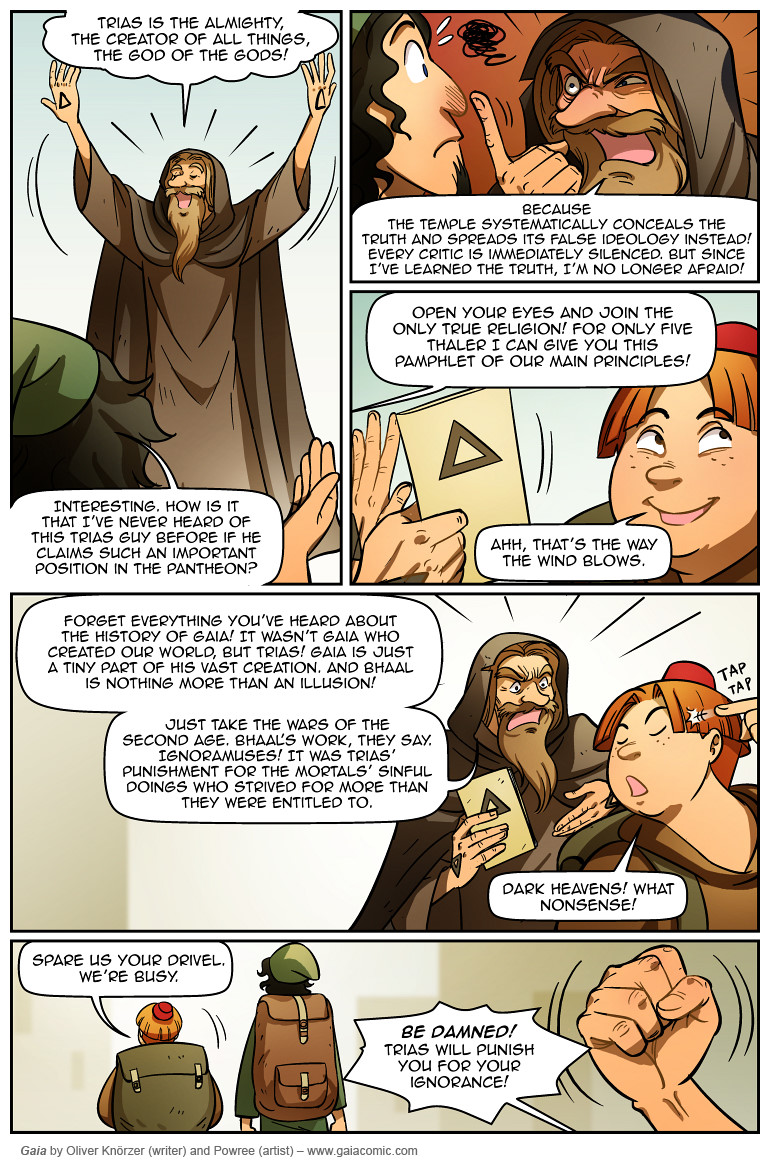 TRIAS IS THE ALMIGHTY,
THE CREATOR OF ALL THINGS,
THE GOD OF THE GODS!
INTERESTING. HOW IS IT
THAT I'VE NEVER HEARD OF
THIS TRIAS GUY BEFORE IF HE
CLAIMS SUCH AN IMPORTANT
POSITION IN THE PANTHEON?
BECAUSE
THE TEMPLE SYSTEMATICALLY CONCEALS THE
TRUTH AND SPREADS ITS FALSE IDEOLOGY INSTEAD!
EVERY CRITIC IS IMMEDIATELY SILENCED. BUT SINCE
I'VE LEARNED THE TRUTH, I'M NO LONGER AFRAID!
OPEN YOUR EYES AND JOIN THE
ONLY TRUE RELIGION! FOR ONLY FIVE
THALER I CAN GIVE YOU THIS
PAMPHLET OF OUR MAIN PRINCIPLES!
AHH, THAT'S THE WAY
THE WIND BLOWS.
FORGET EVERYTHING YOU'VE HEARD ABOUT
THE HISTORY OF GAIA! IT WASN'T GAIA WHO
CREATED OUR WORLD, BUT TRIAS! GAIA IS JUST
A TINY PART OF HIS VAST CREATION. AND BHAAL
IS NOTHING MORE THAN AN ILLUSION!
JUST TAKE THE WARS OF THE
SECOND AGE. BHAAL'S WORK, THEY SAY.
IGNORAMUSES! IT WAS TRIAS'
PUNISHMENT FOR THE MORTALS' SINFUL
DOINGS WHO STRIVED FOR MORE THAN
THEY WERE ENTITLED TO.
TAP
TAP
DARK HEAVENS! WHAT
NONSENSE!
SPARE US YOUR DRIVEL.
WE'RE BUSY.
BE DAMNED!
TRIAS WILL PUNISH
YOU FOR YOUR
IGNORANCE!
Gaia by Oliver Knörzer (writer) and Powree (artist) – www.gaiacomic.com